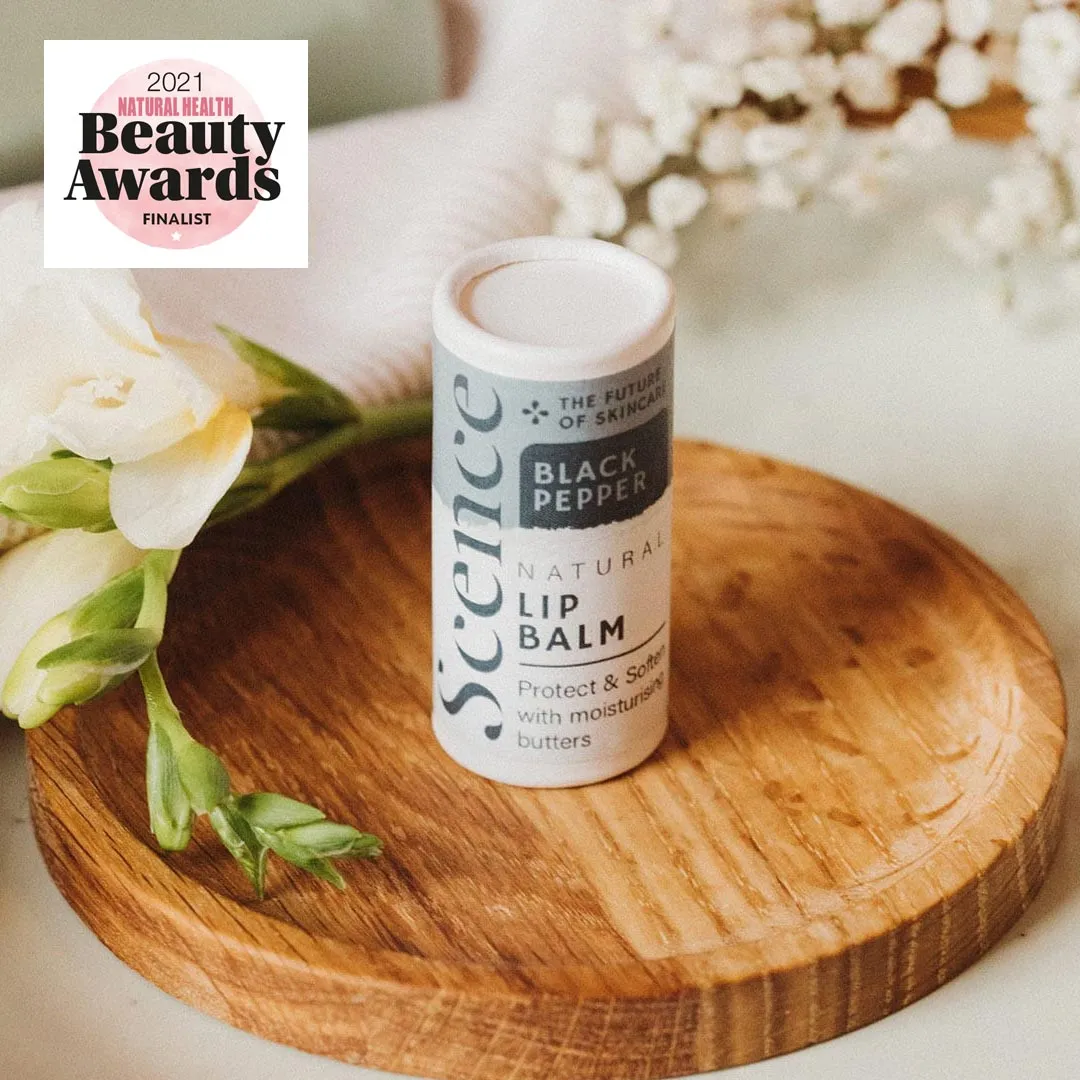 2021
NATURAL HEALTH
Beauty
Awards
FINALIST
Scence
THE FUTURE
OF SKINCARE
BLACK
PEPPER
NATURAL
LIP
BALM
Protect & Soften
with moisturising
butters